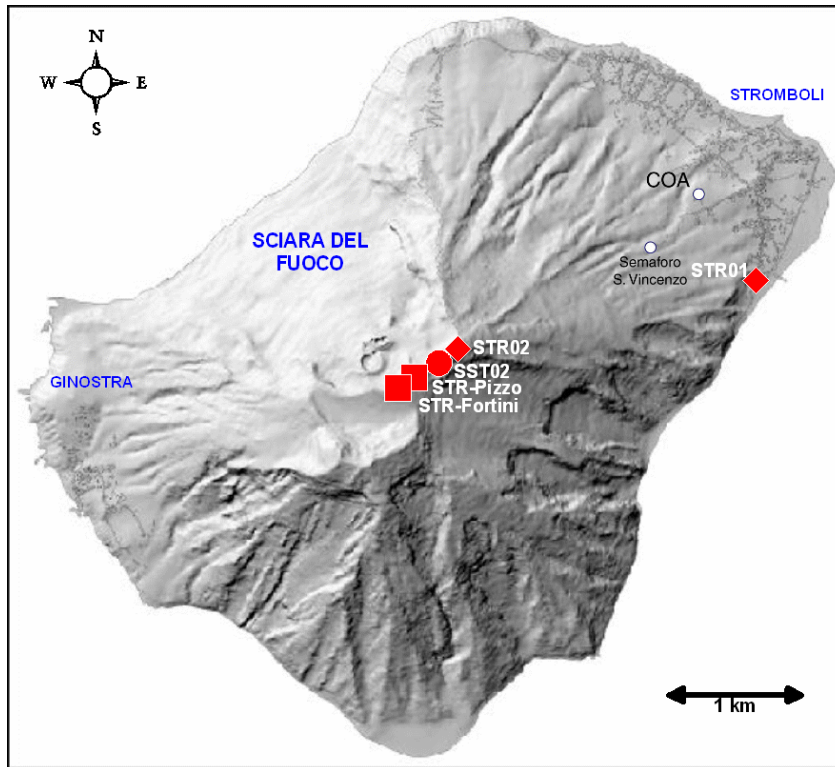 N
W E
S
STROMBOLI
COA
SCIARA DEL
FUOCO
Semaforo
S. Vincenzo
STR01
STR02
SST02
STR-Pizzo
STR-Fortini
GINOSTRA
1 km